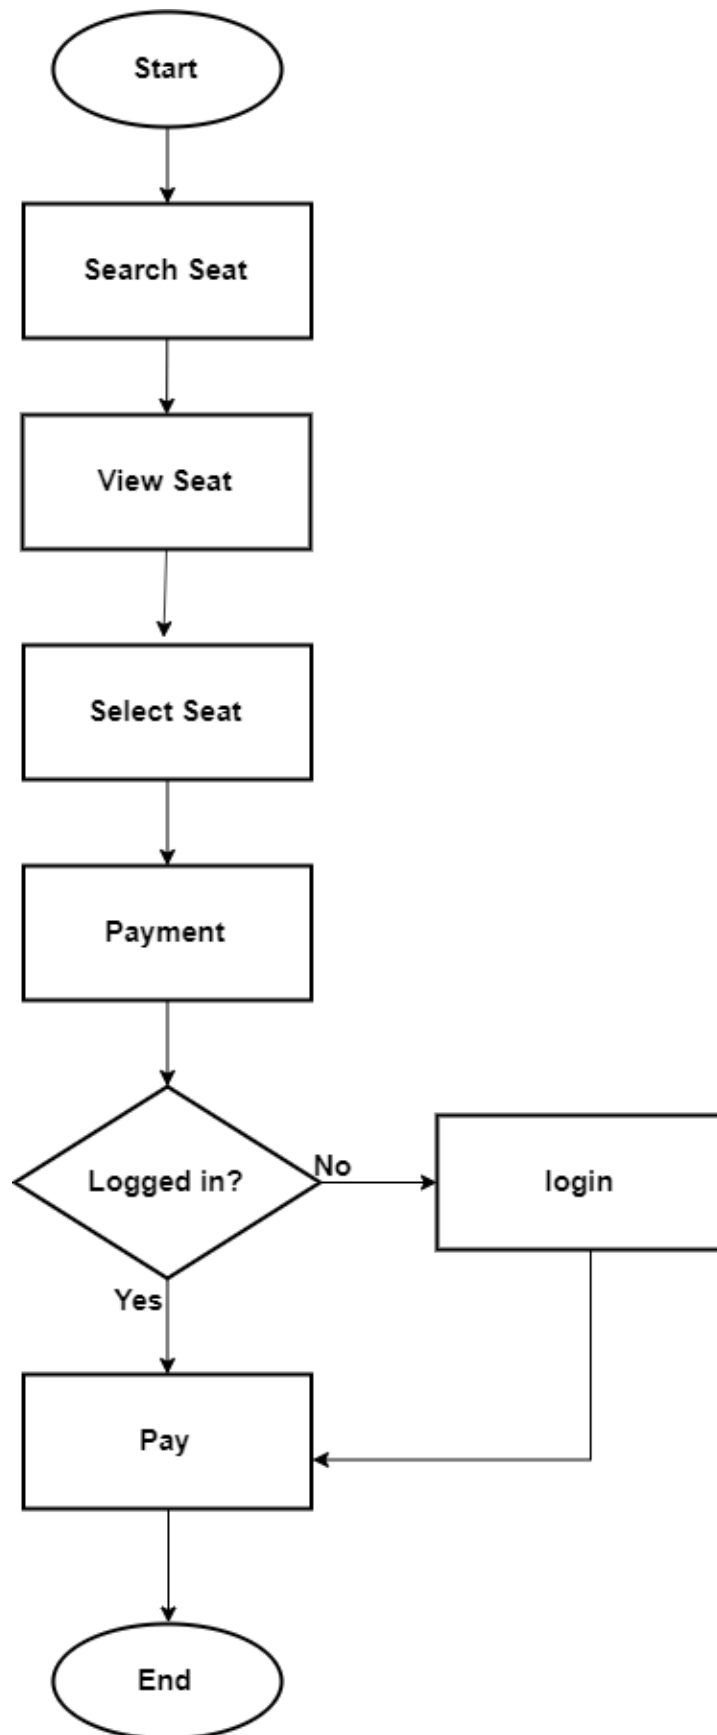 Start
Search Seat
View Seat
Select Seat
Payment
Logged in?
No
login
Yes
Pay
End